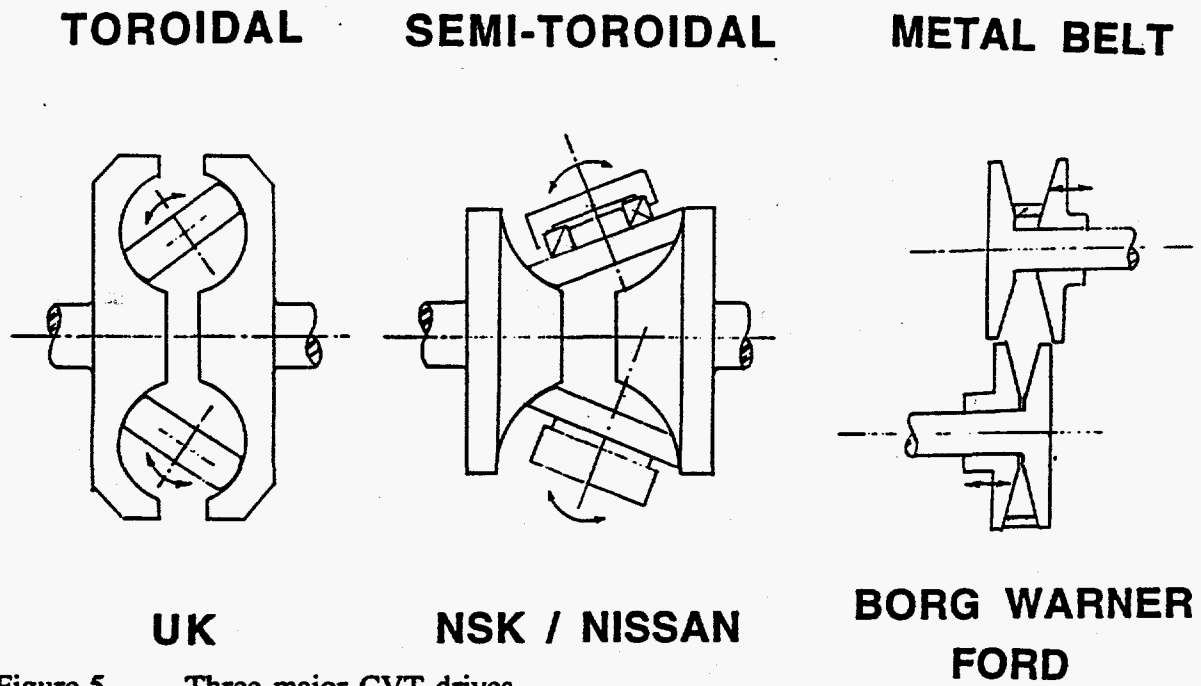 TOROIDAL
SEMI-TOROIDAL
METAL BELT
UK
NSK / NISSAN
BORG WARNER
FORD
Figure 5 Three major CVT drives